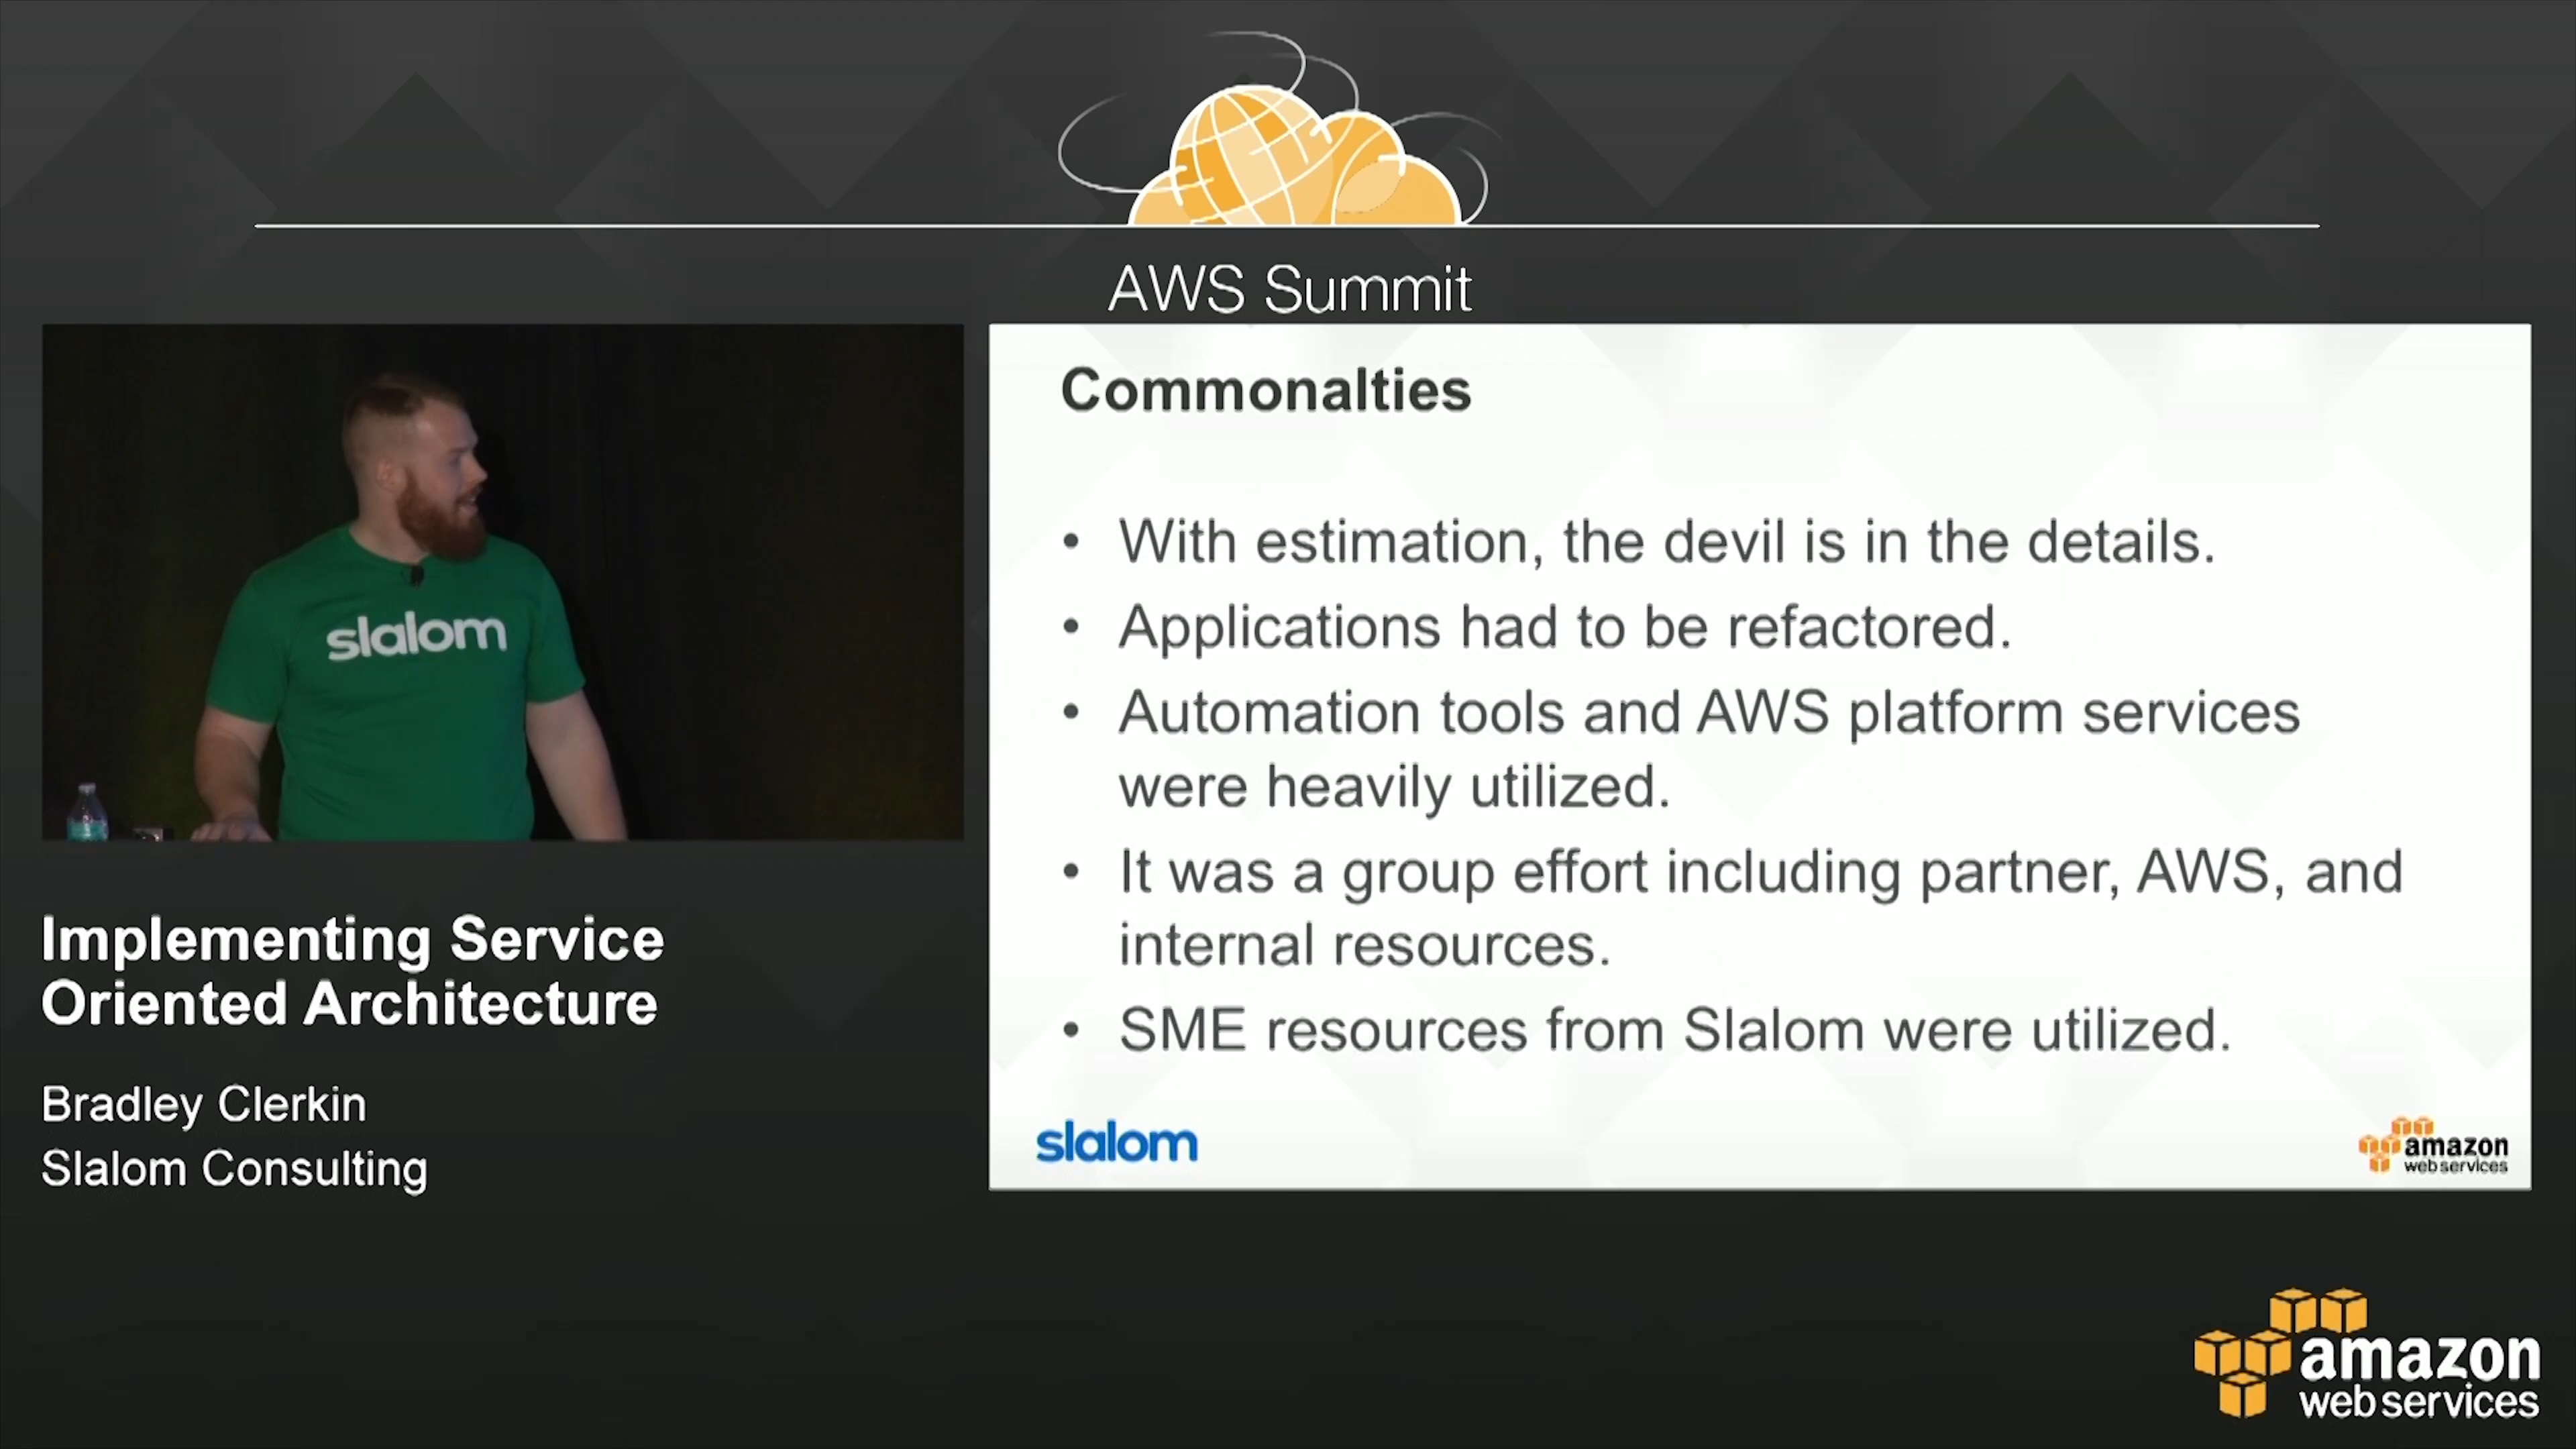 AWS Summit
slalom
Implementing Service
Oriented Architecture
Bradley Clerkin
Slalom Consulting
Commonalties
• With estimation, the devil is in the details.
• Applications had to be refactored.
• Automation tools and AWS platform services
were heavily utilized.
• It was a group effort including partner, AWS, and
internal resources.
• SME resources from Slalom were utilized.
slalom
amazon
web services
amazon
web services